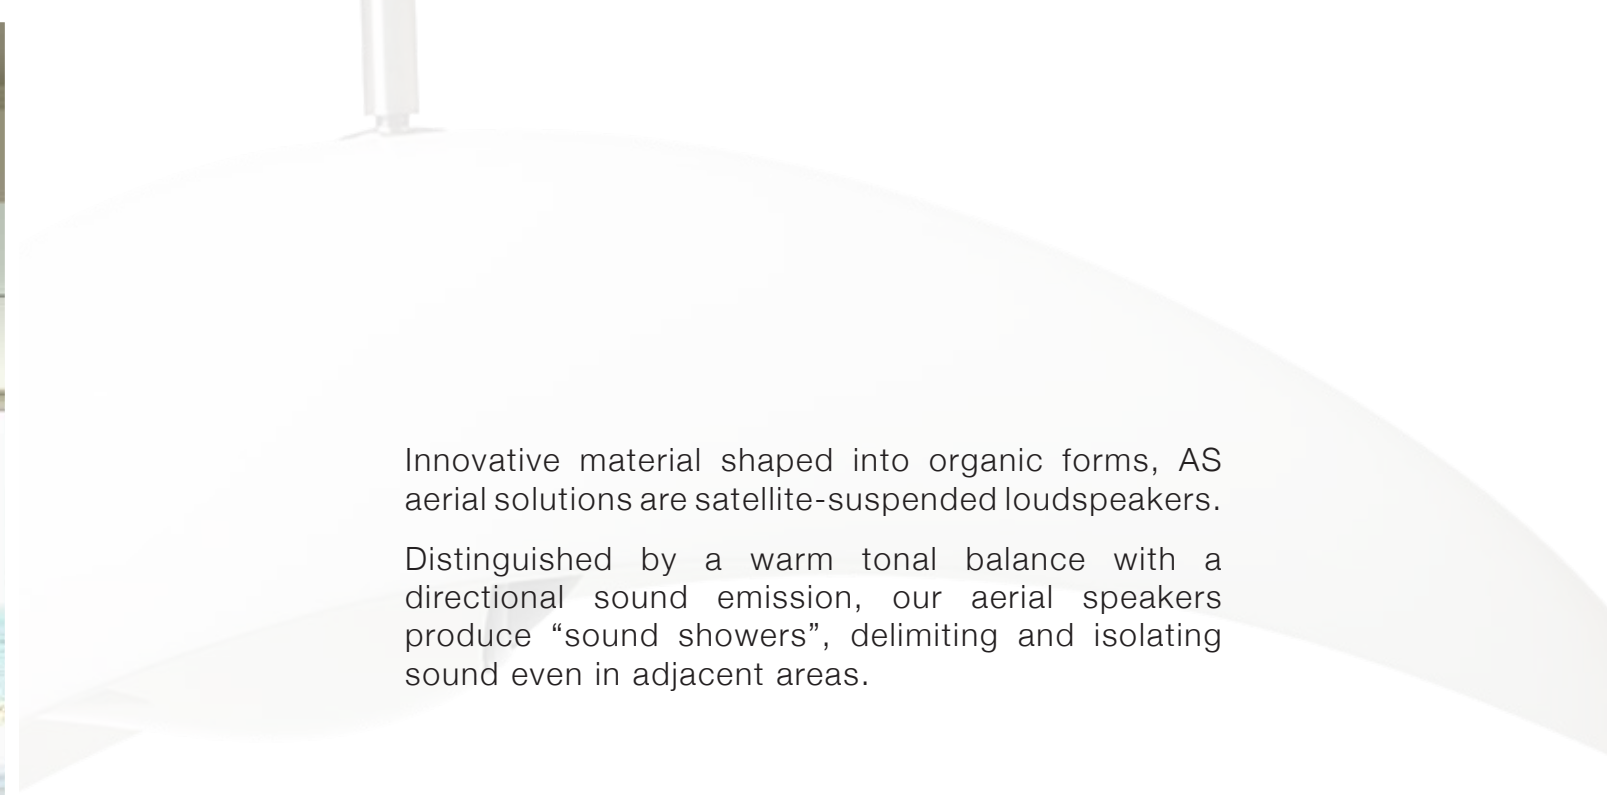 Innovative material shaped into organic forms, AS
aerial solutions are satellite-suspended loudspeakers.
Distinguished by a warm tonal balance with a
directional sound emission, our aerial speakers
produce “sound showers”, delimiting and isolating
sound even in adjacent areas.